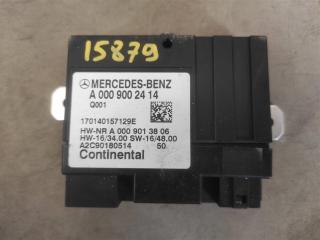 15879
MERCEDES-BENZ
A 000 900 24 14
Q001
170140157129E
HW-NR A 000 901 38 06
HW-16/34.00 SW-16/48.00
A2C90180514 50
Continental